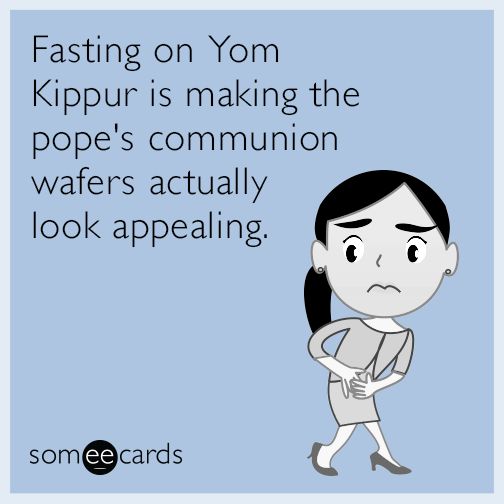 Fasting on Yom
Kippur is making the
pope's communion
wafers actually
look appealing.
someecards